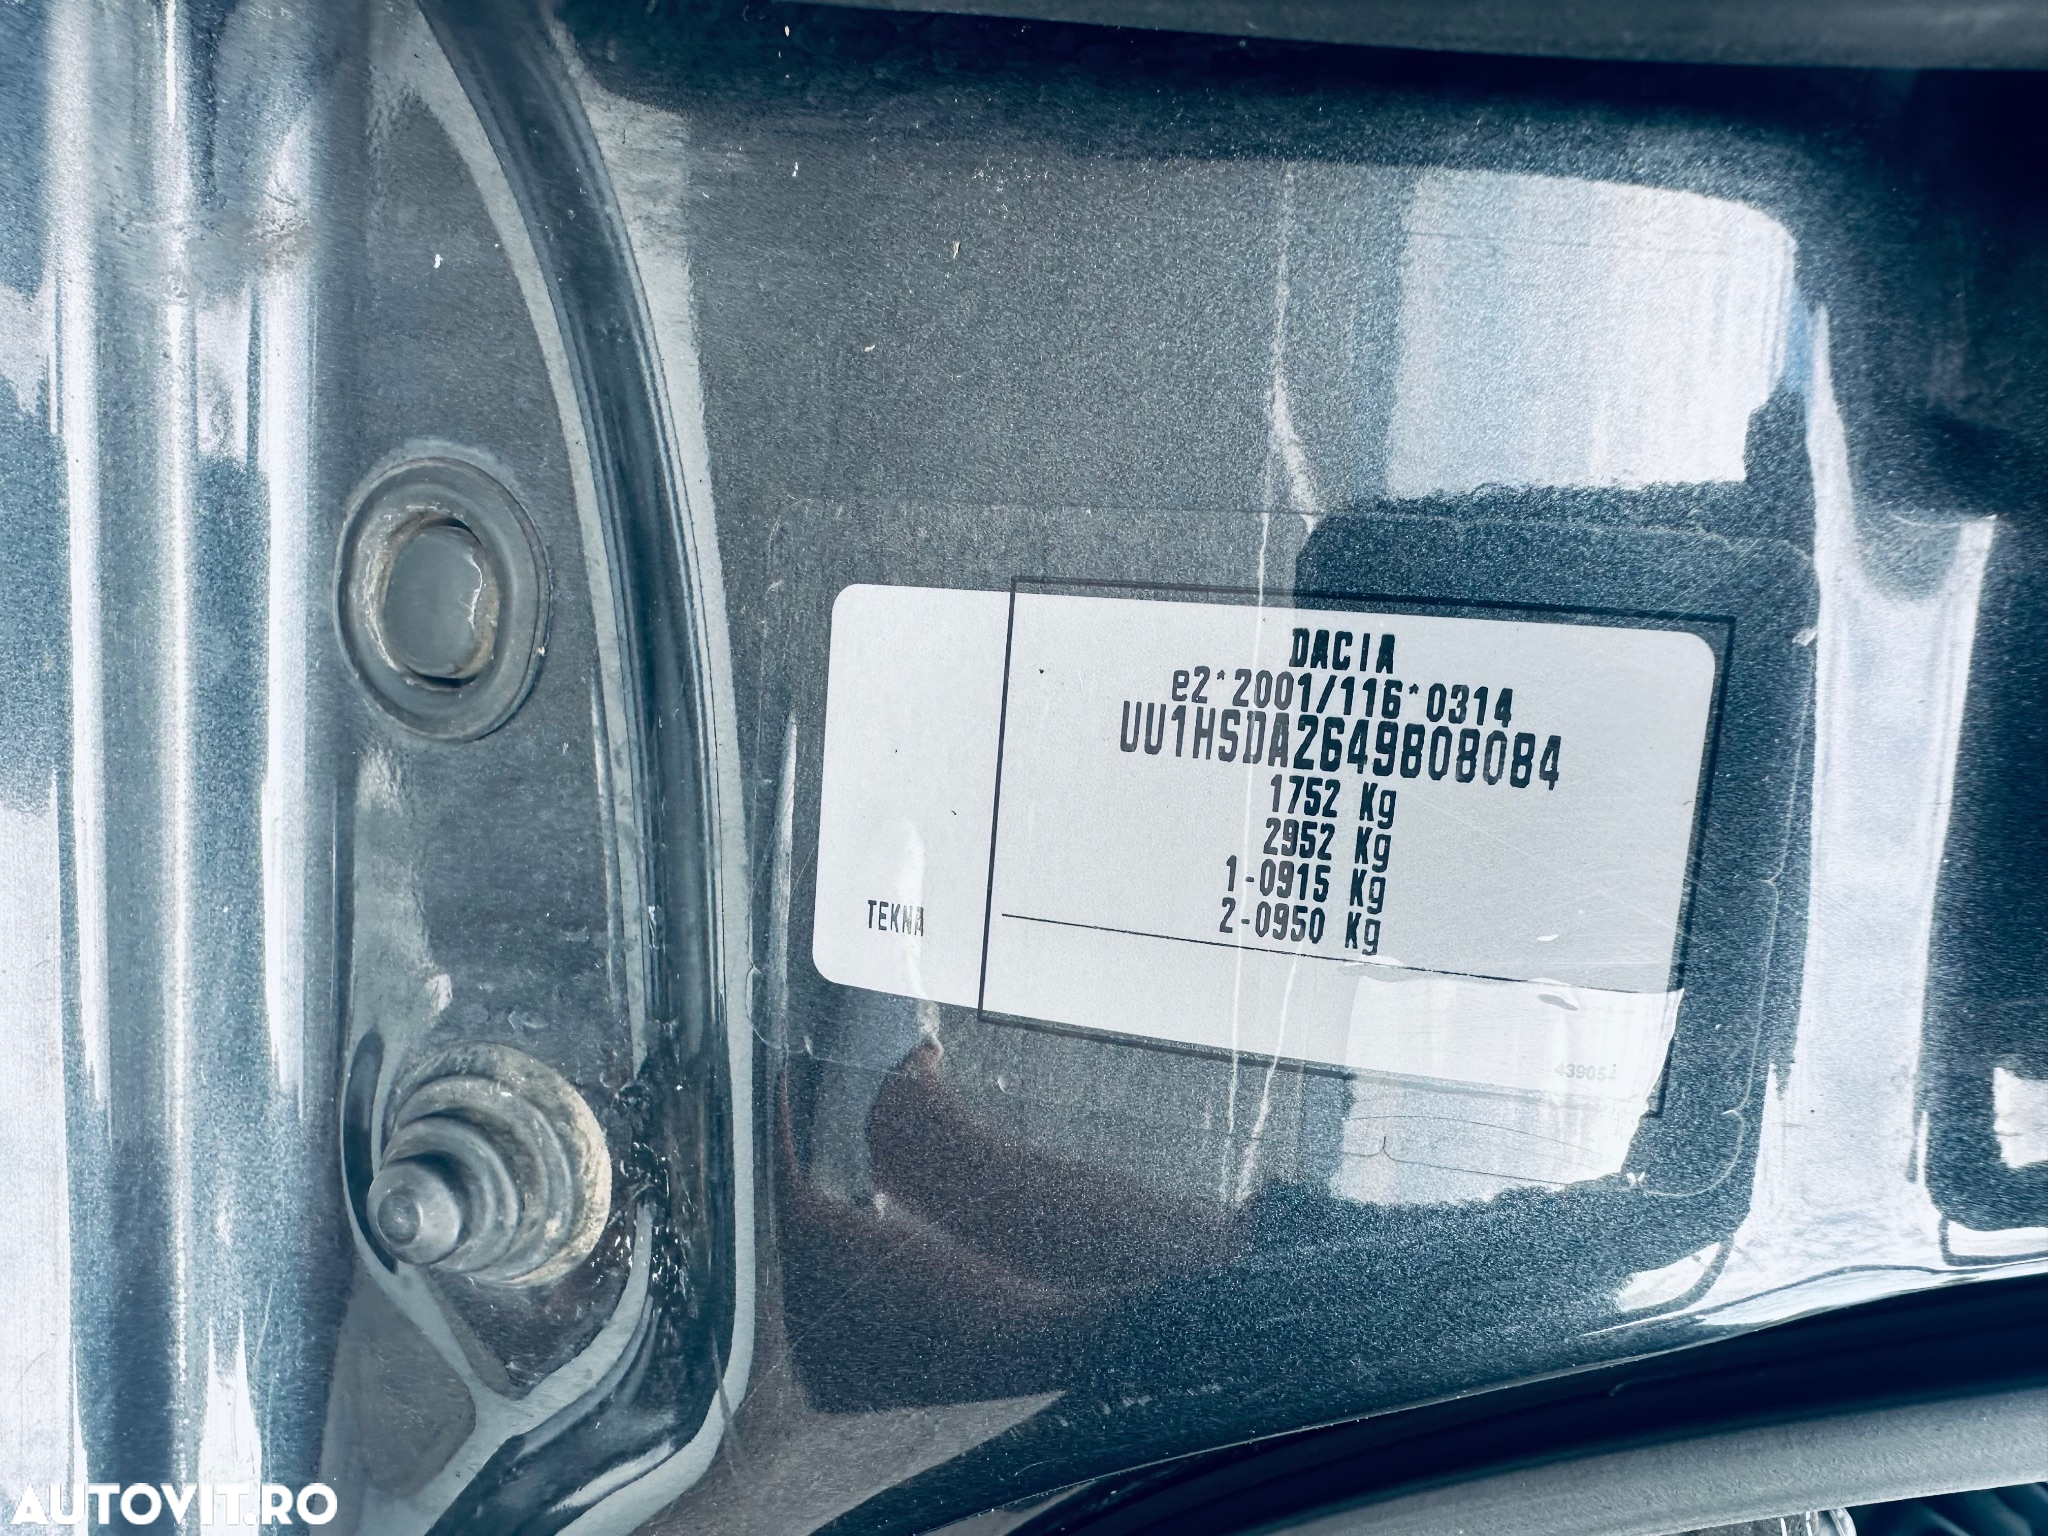 DACIA
e2*2001/116*0314
UU1HSDA2649808084
1752 Kg
2952 Kg
1-0915 Kg
2-0950 Kg
TEKNA
439054
AUTOVIT.RO